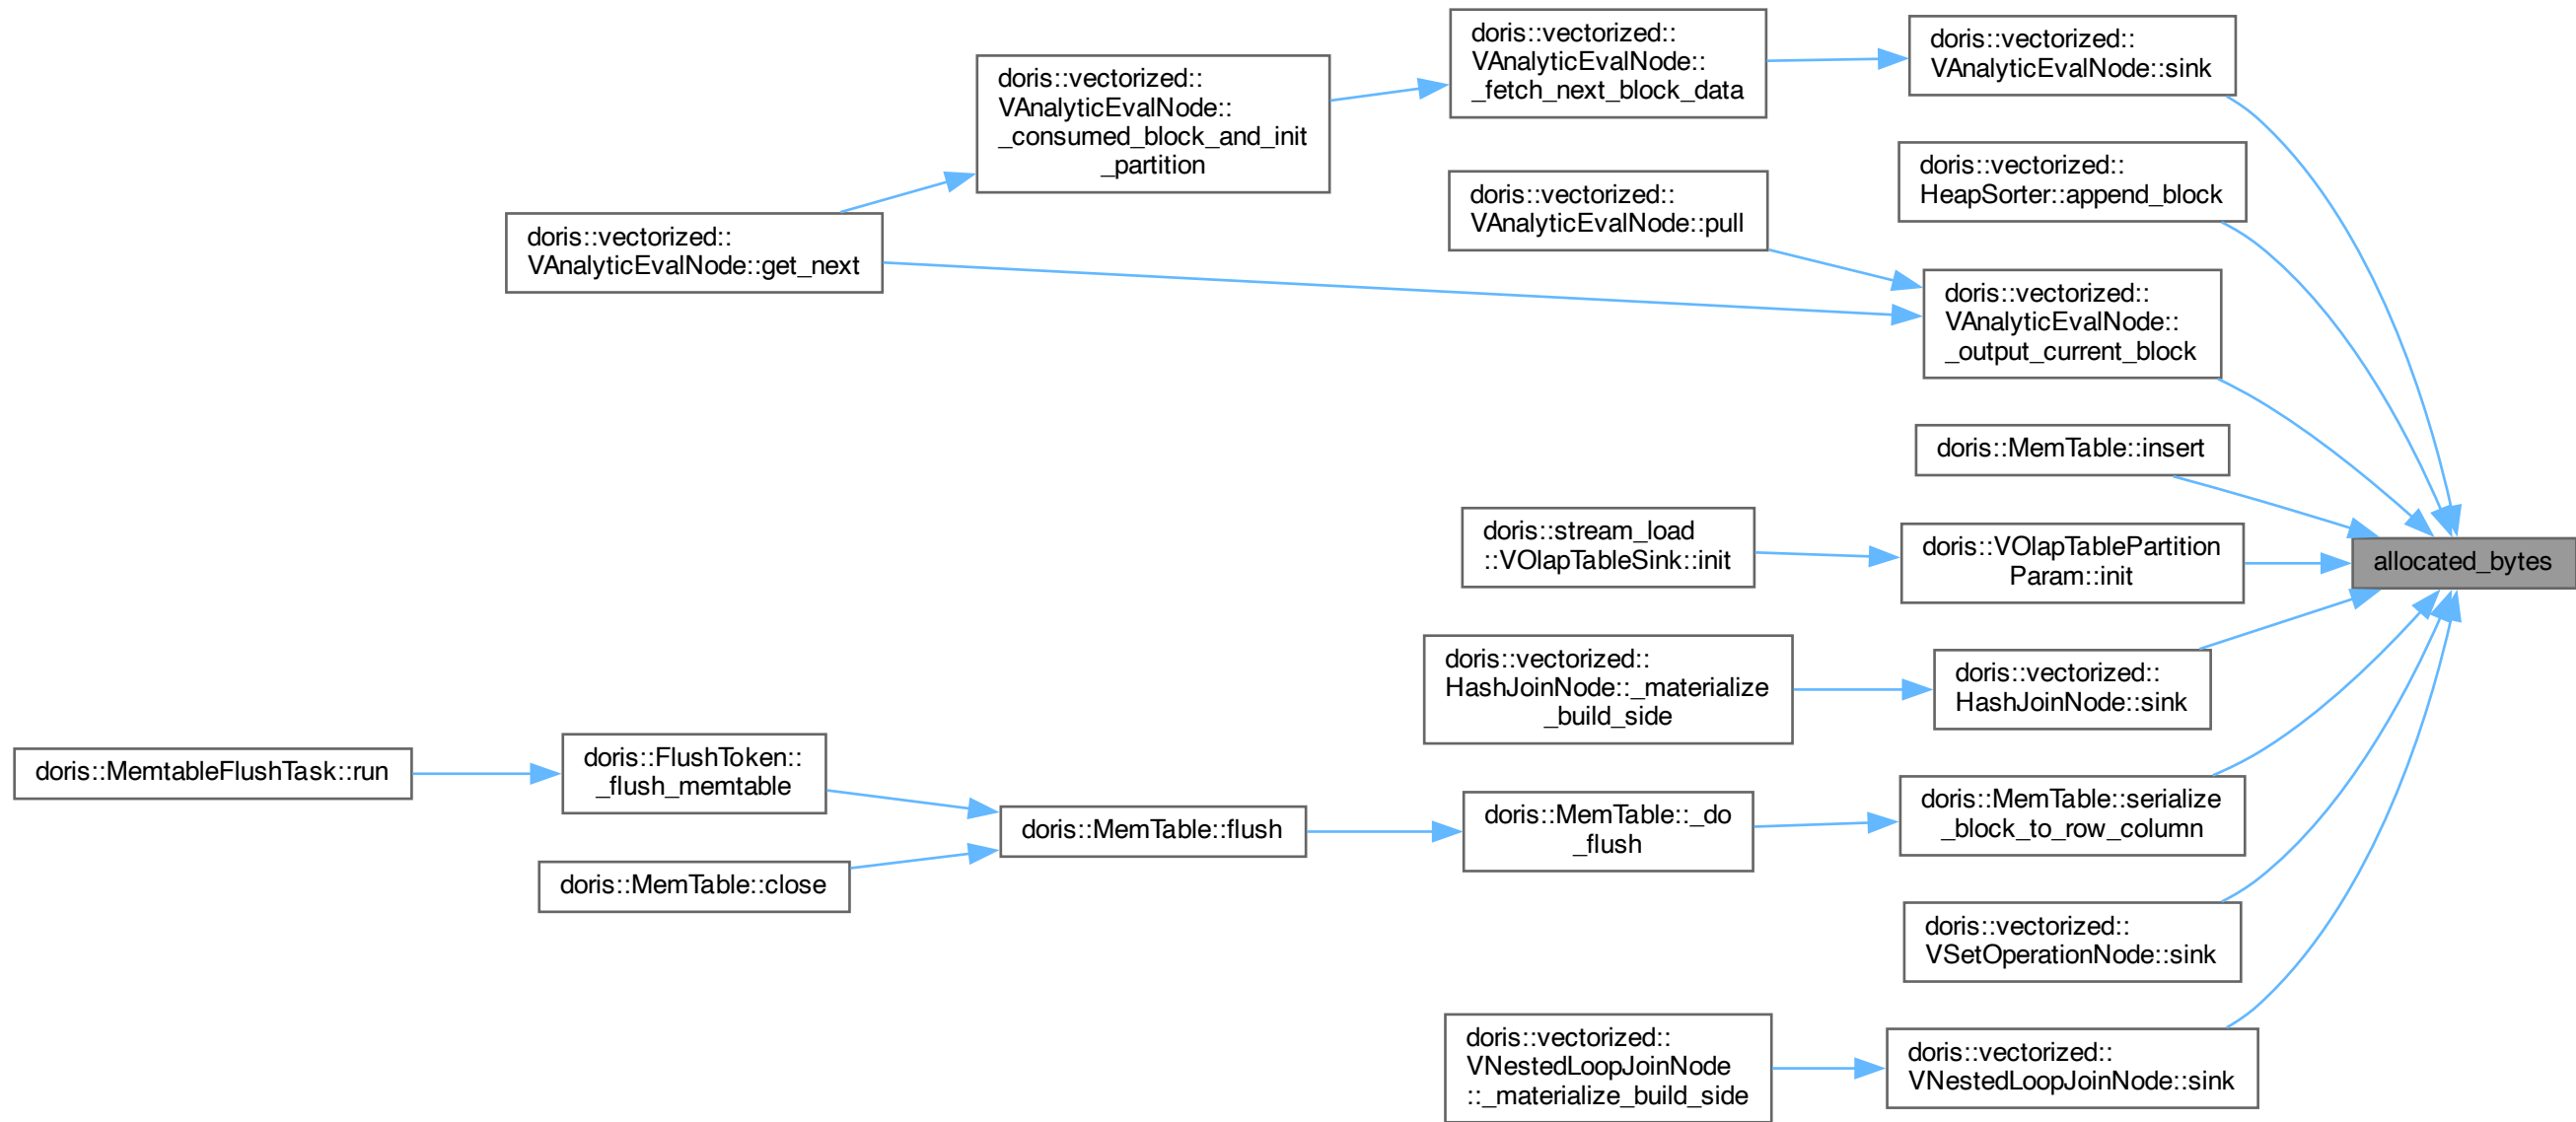 doris::vectorized::
VAnalyticEvalNode::sink
doris::vectorized::
VAnalyticEvalNode::
_fetch_next_block_data
doris::vectorized::
VAnalyticEvalNode::
_consumed_block_and_init
_partition
doris::vectorized::
VAnalyticEvalNode::get_next
doris::vectorized::
HeapSorter::append_block
doris::vectorized::
VAnalyticEvalNode::pull
doris::vectorized::
VAnalyticEvalNode::
_output_current_block
doris::MemTable::insert
doris::stream_load
::VOlapTableSink::init
doris::VOlapTablePartition
Param::init
allocated_bytes
doris::vectorized::
HashJoinNode::_materialize
_build_side
doris::vectorized::
HashJoinNode::sink
doris::MemtableFlushTask::run
doris::FlushToken::
_flush_memtable
doris::MemTable::flush
doris::MemTable::_do
_flush
doris::MemTable::serialize
_block_to_row_column
doris::MemTable::close
doris::vectorized::
VSetOperationNode::sink
doris::vectorized::
VNestedLoopJoinNode
::_materialize_build_side
doris::vectorized::
VNestedLoopJoinNode::sink